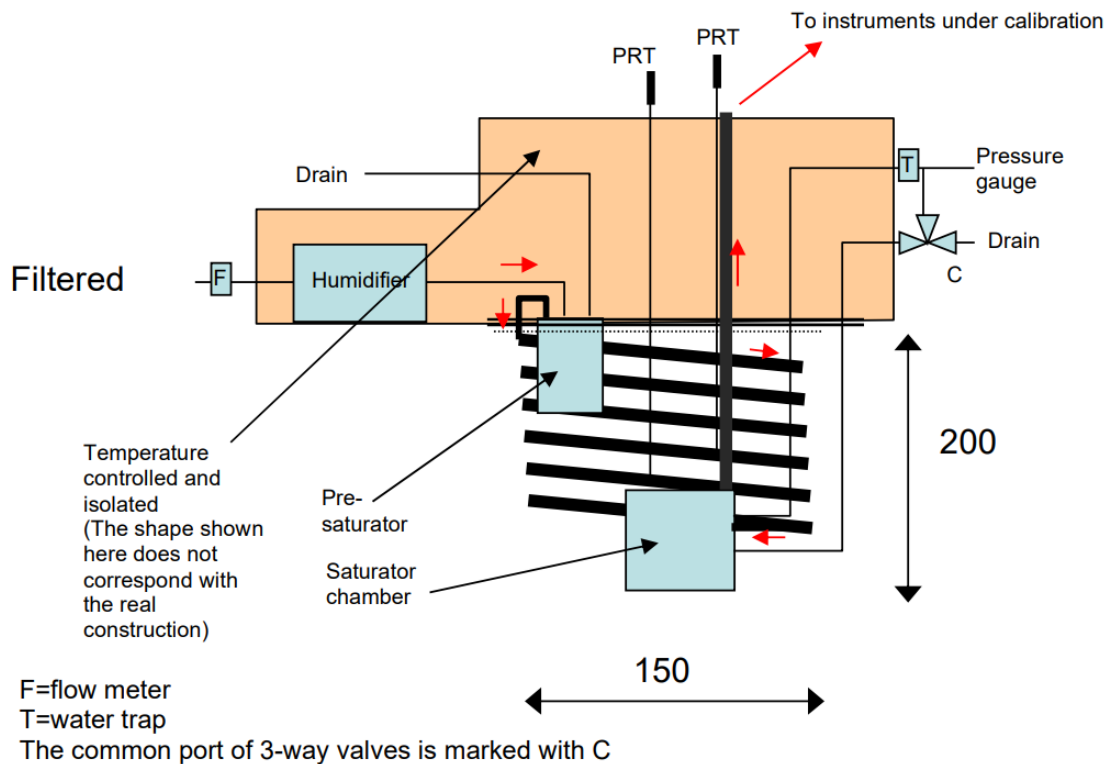 To instruments under calibration
PRT
PRT
Drain
T
Pressure
gauge
Filtered
F
Humidifier
Drain
C
Temperature
controlled and
isolated
(The shape shown
here does not
correspond with
the real
construction)
Pre-
saturator
Saturator
chamber
200
150
F=flow meter
T=water trap
The common port of 3-way valves is marked with C